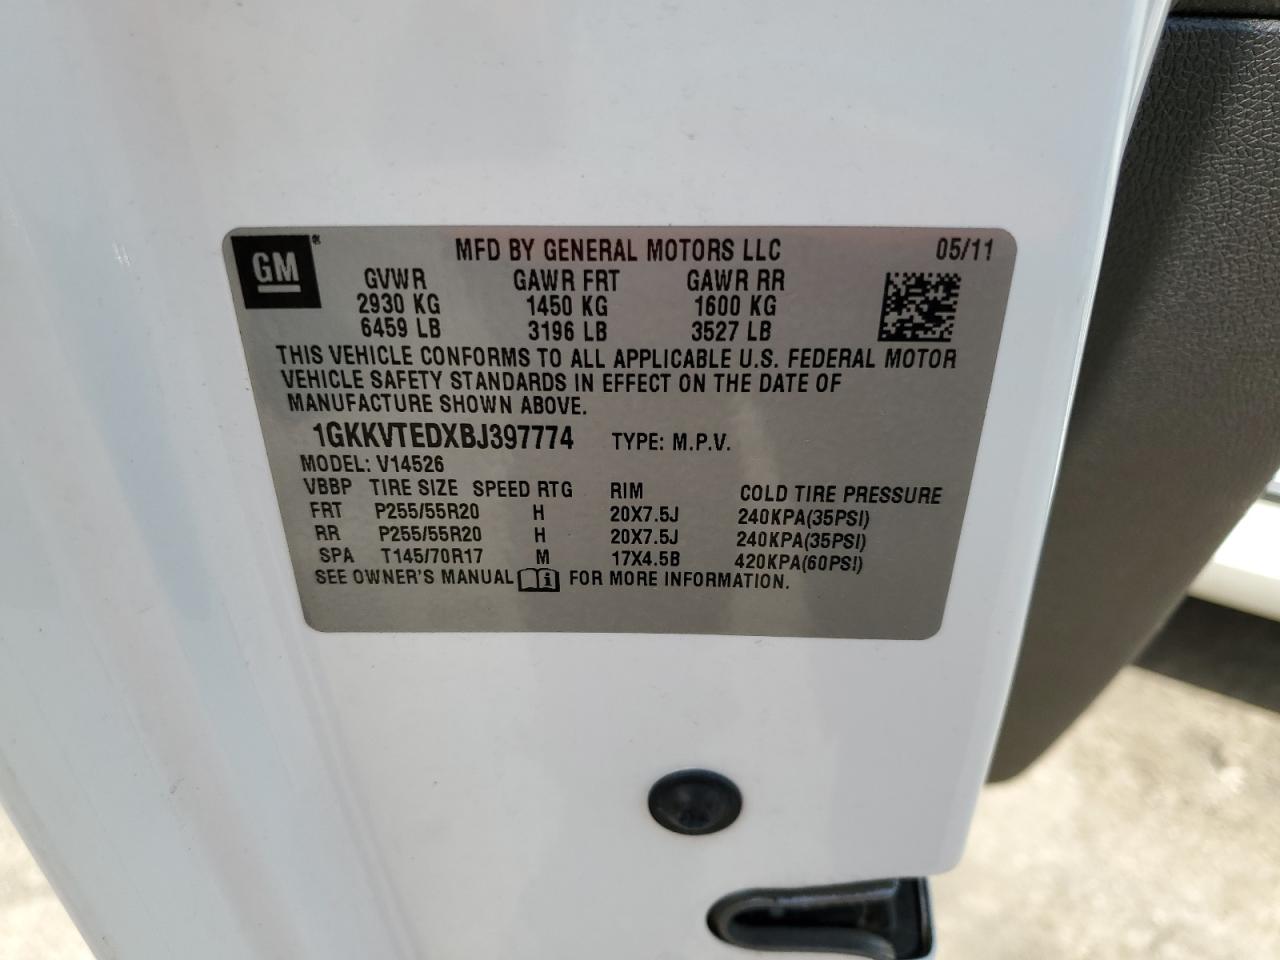 GM® MFD BY GENERAL MOTORS LLC 05/11
GVWR GAWR FRT GAWR RR
2930 KG 1450 KG 1600 KG
6459 LB 3196 LB 3527 LB
THIS VEHICLE CONFORMS TO ALL APPLICABLE U.S. FEDERAL MOTOR
VEHICLE SAFETY STANDARDS IN EFFECT ON THE DATE OF
MANUFACTURE SHOWN ABOVE.
1GKKVTEDXBJ397774 TYPE: M.P.V.
MODEL: V14526
VBBP TIRE SIZE SPEED RTG RIM COLD TIRE PRESSURE
FRT P255/55R20 H 20X7.5J 240KPA(35PSI)
RR P255/55R20 H 20X7.5J 240KPA(35PSI)
SPA T145/70R17 M 17X4.5B 420KPA(60PSI)
SEE OWNER'S MANUAL i FOR MORE INFORMATION.